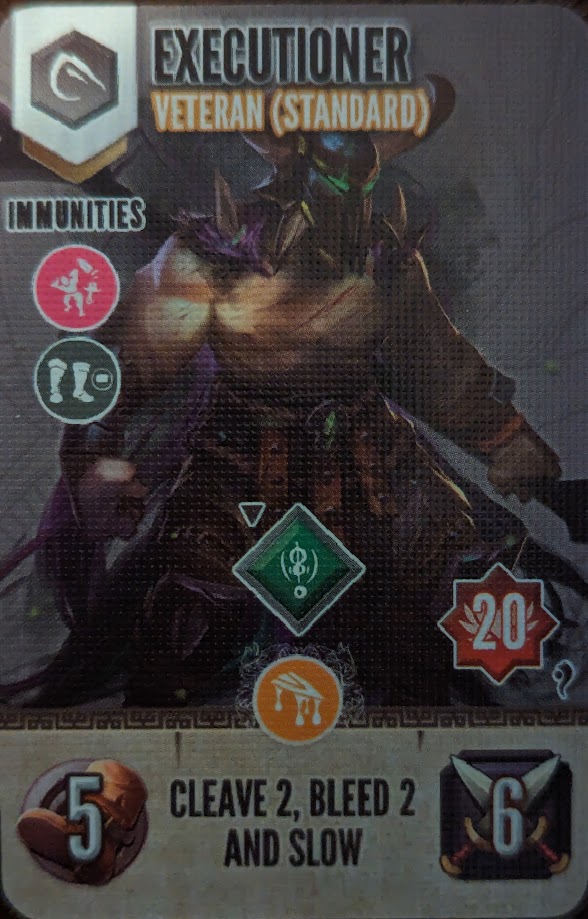 EXECUTIONER
VETERAN (STANDARD)
IMMUNITIES
20
5
CLEAVE 2, BLEED 2
AND SLOW
6